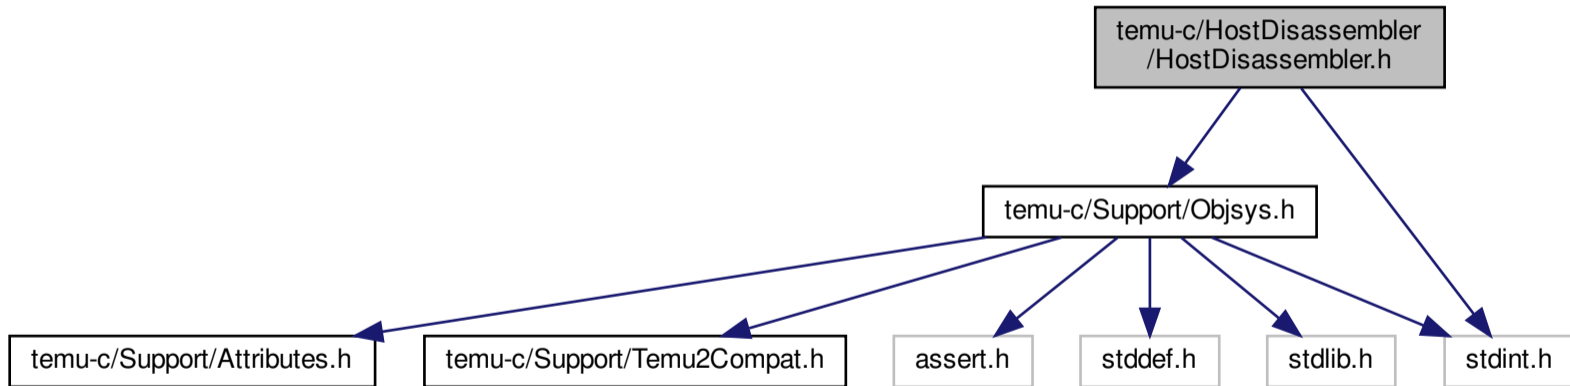 temu-c/HostDisassembler
/HostDisassembler.h
temu-c/Support/Objsys.h
temu-c/Support/Attributes.h
temu-c/Support/Temu2Compat.h
assert.h
stddef.h
stdlib.h
stdint.h